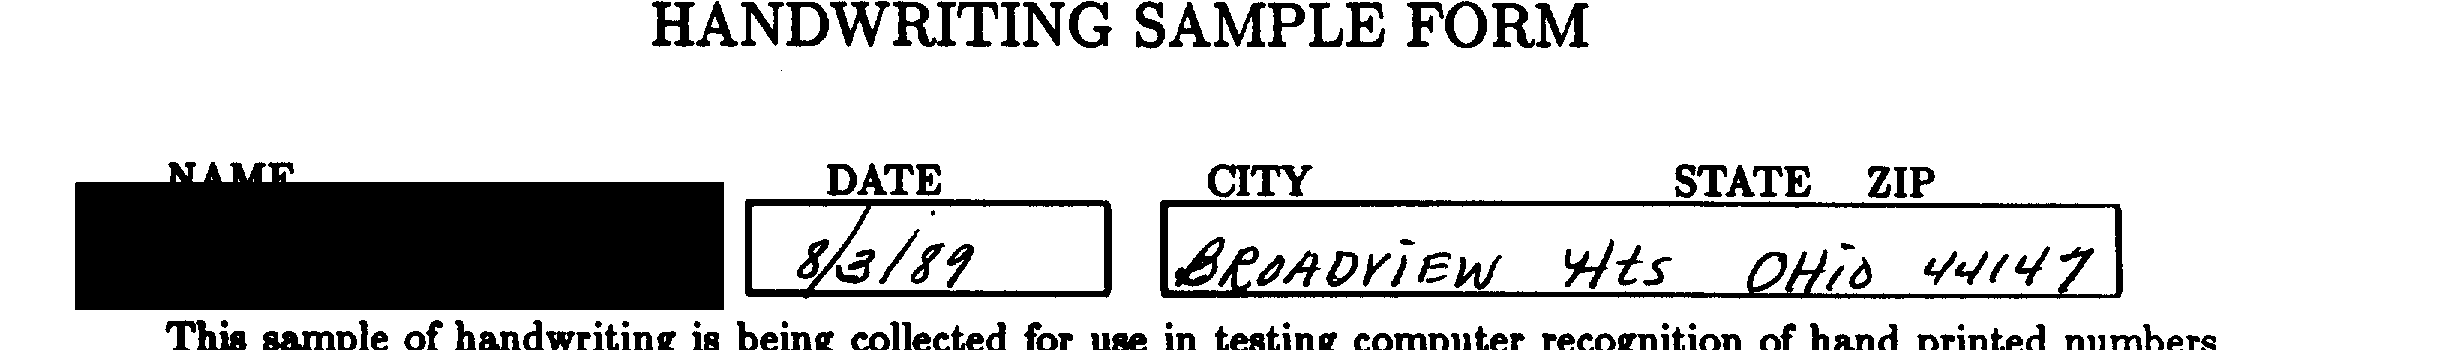 HANDWRITING SAMPLE FORM
NAME DATE CITY STATE ZIP
8/3/89 BROADVIEW Hts OHio 44147
This sample of handwriting is being collected for use in testing computer recognition of hand printed numbers